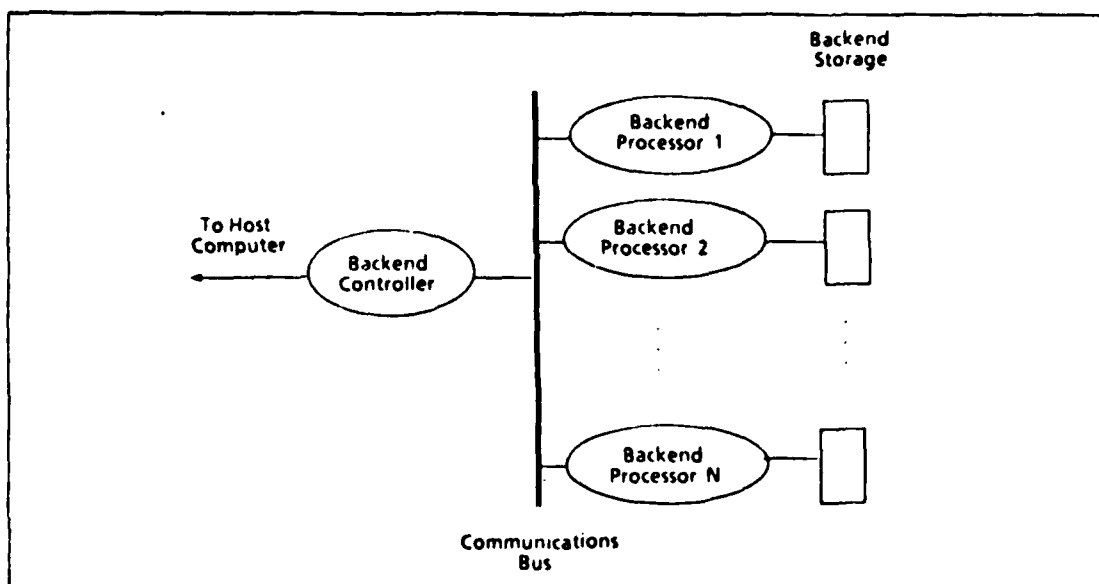 Backend
Storage
Backend
Processor 1
Backend
Processor 2
To Host
Computer
Backend
Controller
Backend
Processor N
Communications
Bus